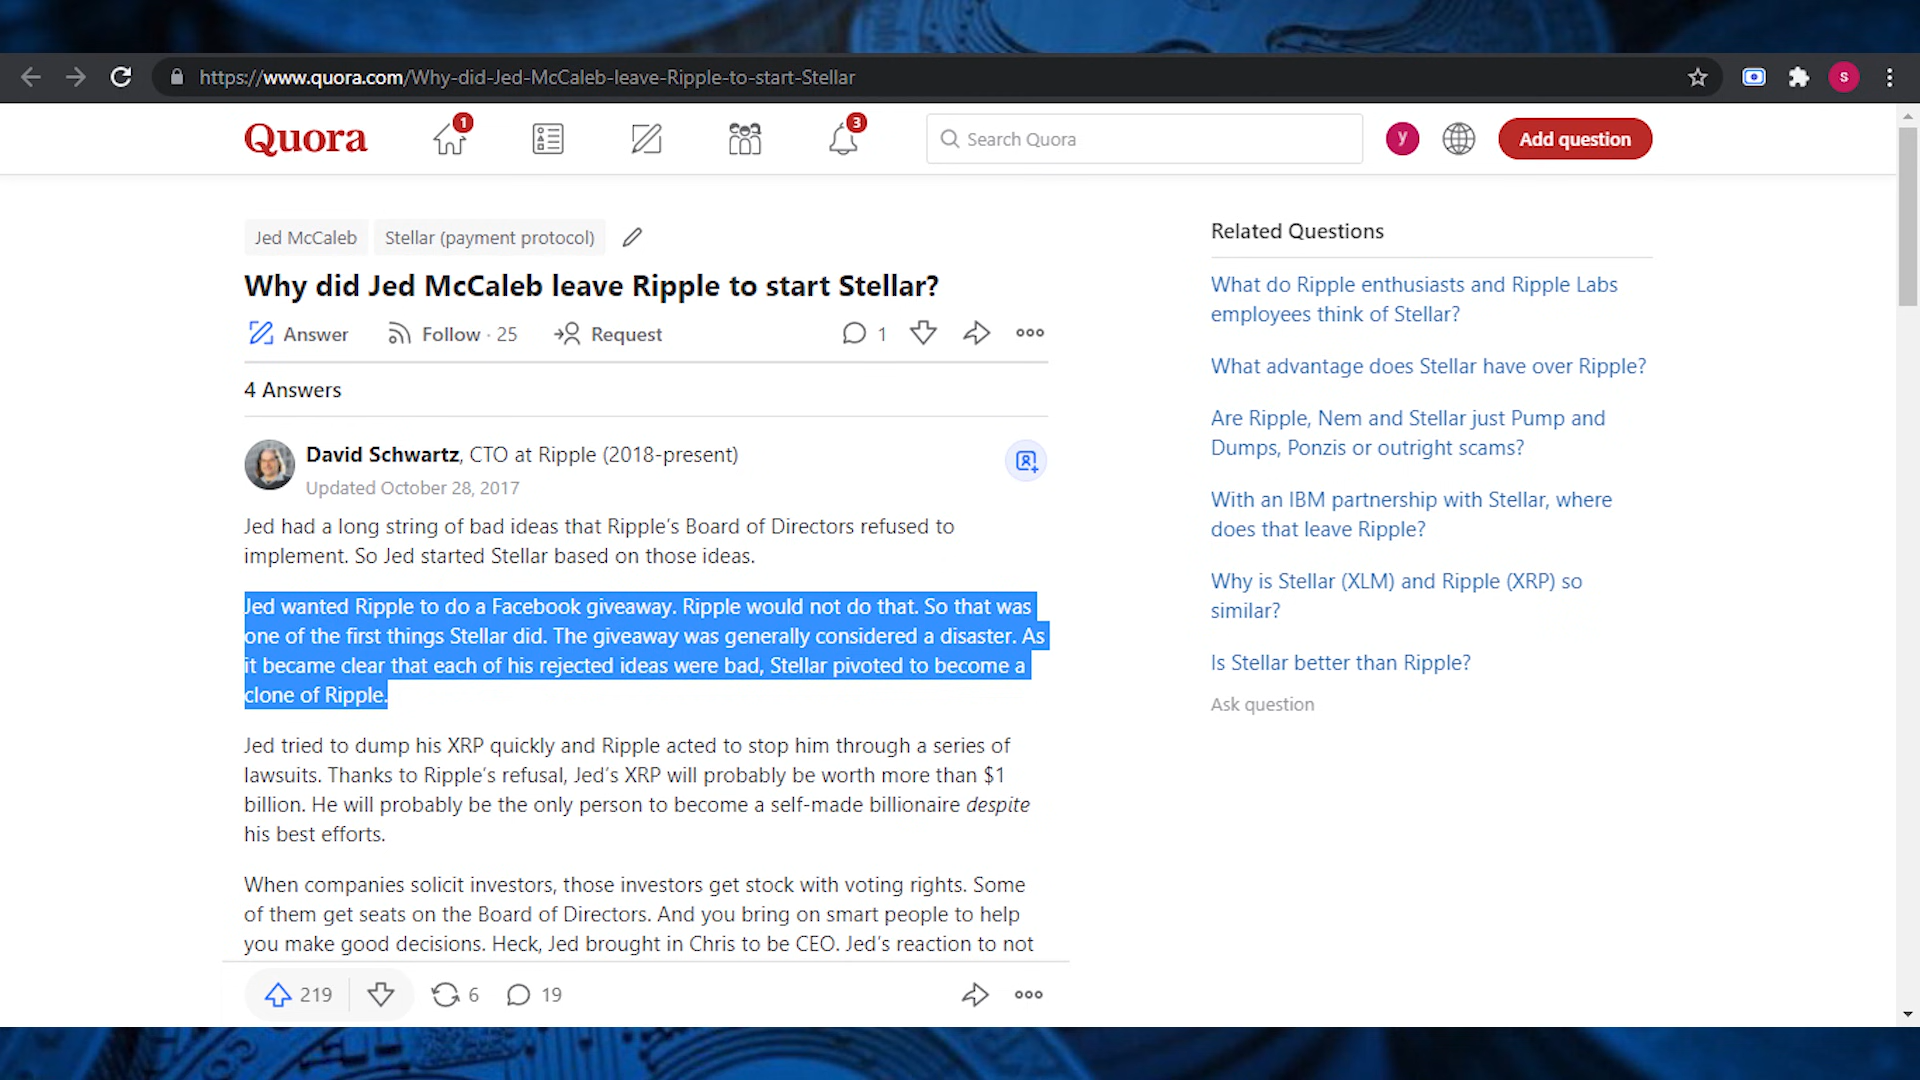 https://www.quora.com/Why-did-Jed-McCaleb-leave-Ripple-to-start-Stellar
s
Quora
1
3
Search Quora
y
Add question
Jed McCaleb
Stellar (payment protocol)
Why did Jed McCaleb leave Ripple to start Stellar?
Answer
Follow · 25
Request
1
4 Answers
David Schwartz, CTO at Ripple (2018-present)
Updated October 28, 2017
Jed had a long string of bad ideas that Ripple's Board of Directors refused to
implement. So Jed started Stellar based on those ideas.
Jed wanted Ripple to do a Facebook giveaway. Ripple would not do that. So that was
one of the first things Stellar did. The giveaway was generally considered a disaster. As
it became clear that each of his rejected ideas were bad, Stellar pivoted to become a
clone of Ripple.
Jed tried to dump his XRP quickly and Ripple acted to stop him through a series of
lawsuits. Thanks to Ripple's refusal, Jed's XRP will probably be worth more than $1
billion. He will probably be the only person to become a self-made billionaire despite
his best efforts.
When companies solicit investors, those investors get stock with voting rights. Some
of them get seats on the Board of Directors. And you bring on smart people to help
you make good decisions. Heck, Jed brought in Chris to be CEO. Jed's reaction to not
219
6
19
Related Questions
What do Ripple enthusiasts and Ripple Labs
employees think of Stellar?
What advantage does Stellar have over Ripple?
Are Ripple, Nem and Stellar just Pump and
Dumps, Ponzis or outright scams?
With an IBM partnership with Stellar, where
does that leave Ripple?
Why is Stellar (XLM) and Ripple (XRP) so
similar?
Is Stellar better than Ripple?
Ask question